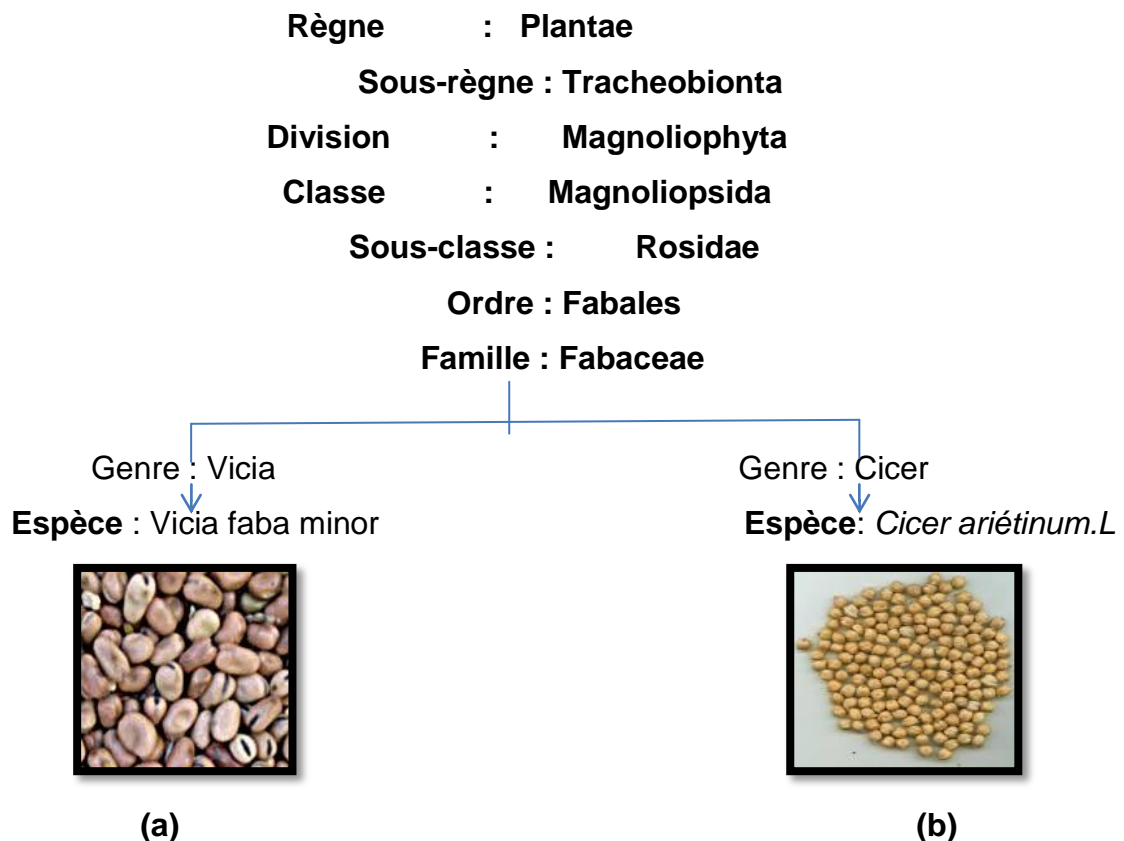 Règne : Plantae
Sous-règne : Tracheobionta
Division : Magnoliophyta
Classe : Magnoliopsida
Sous-classe : Rosidae
Ordre : Fabales
Famille : Fabaceae
Genre : Vicia Genre : Cicer
Espèce : Vicia faba minor Espèce: Cicer ariétinum.L
(a) (b)